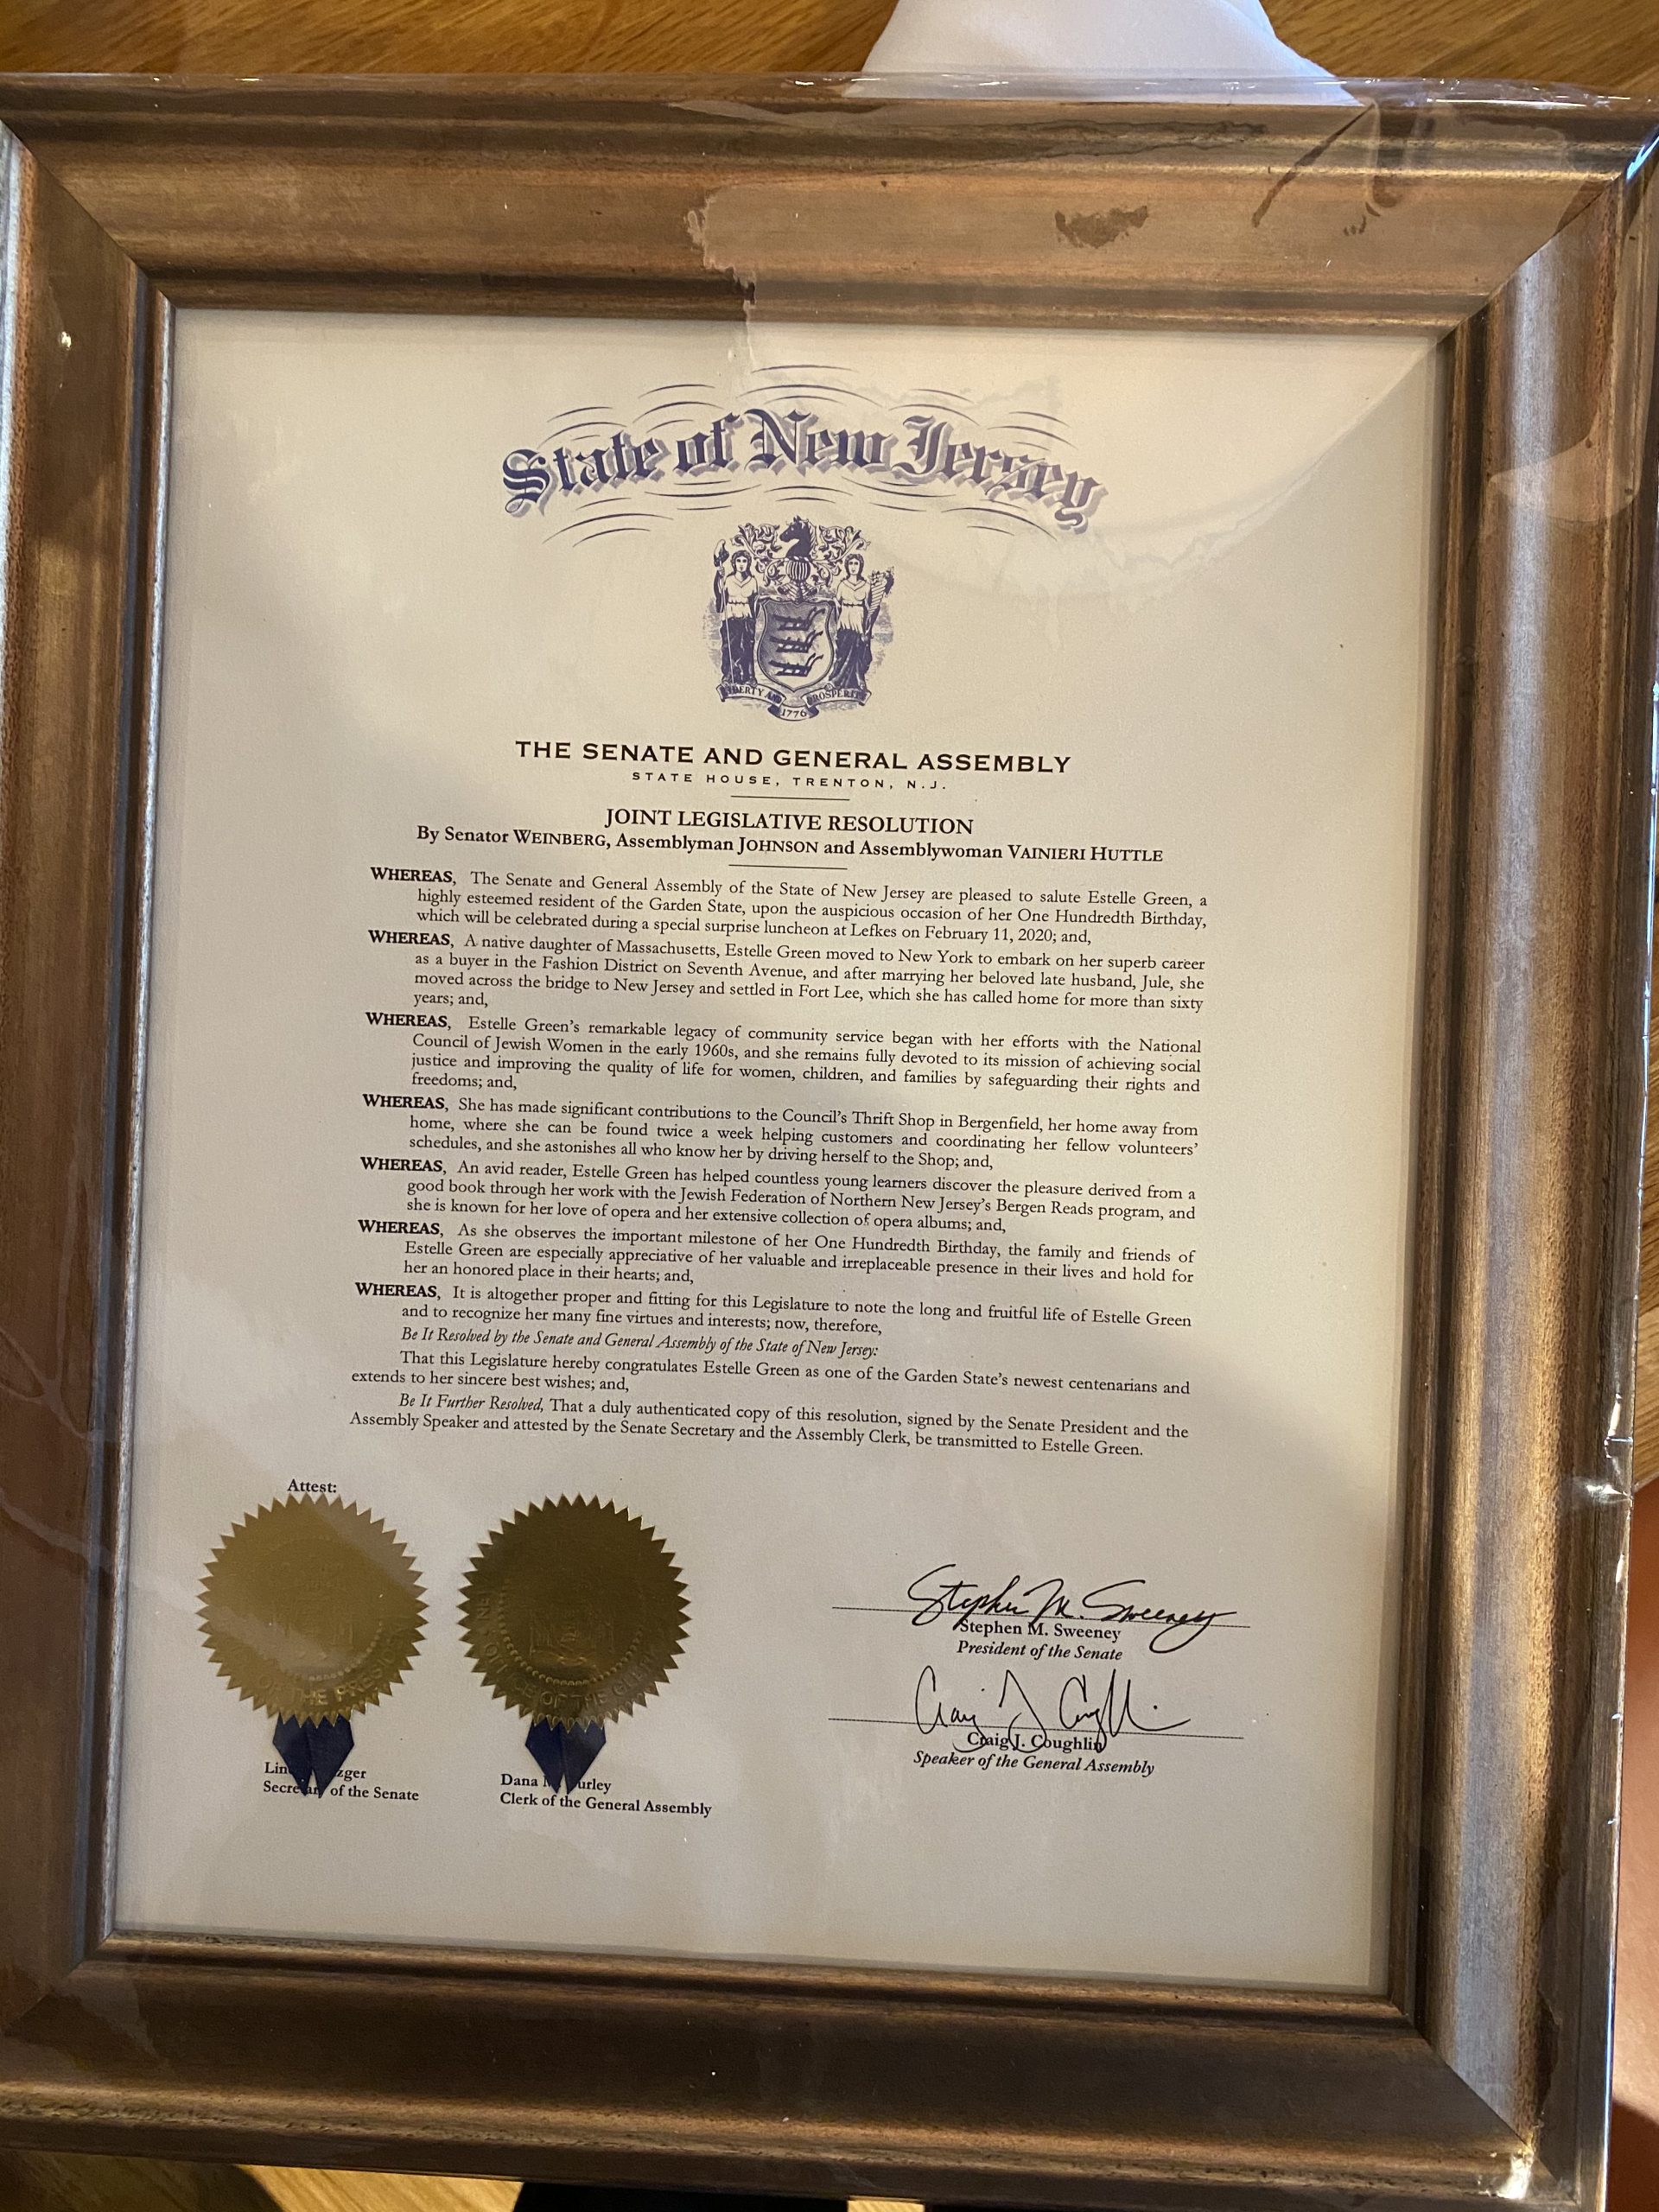 State of New Jersey
LIBERTY AND PROSPERITY
1776
THE SENATE AND GENERAL ASSEMBLY
STATE HOUSE, TRENTON, N.J.
JOINT LEGISLATIVE RESOLUTION
By Senator WEINBERG, Assemblyman JOHNSON and Assemblywoman VAINIERI HUTTLE
WHEREAS, The Senate and General Assembly of the State of New Jersey are pleased to salute Estelle Green, a
highly esteemed resident of the Garden State, upon the auspicious occasion of her One Hundredth Birthday,
which will be celebrated during a special surprise luncheon at Lefkes on February 11, 2020; and,
WHEREAS, A native daughter of Massachusetts, Estelle Green moved to New York to embark on her superb career
as a buyer in the Fashion District on Seventh Avenue, and after marrying her beloved late husband, Jule, she
moved across the bridge to New Jersey and settled in Fort Lee, which she has called home for more than sixty
years; and,
WHEREAS, Estelle Green's remarkable legacy of community service began with her efforts with the National
Council of Jewish Women in the early 1960s, and she remains fully devoted to its mission of achieving social
justice and improving the quality of life for women, children, and families by safeguarding their rights and
freedoms; and,
WHEREAS, She has made significant contributions to the Council's Thrift Shop in Bergenfield, her home away from
home, where she can be found twice a week helping customers and coordinating her fellow volunteers'
schedules, and she astonishes all who know her by driving herself to the Shop; and,
WHEREAS, An avid reader, Estelle Green has helped countless young learners discover the pleasure derived from a
good book through her work with the Jewish Federation of Northern New Jersey's Bergen Reads program, and
she is known for her love of opera and her extensive collection of opera albums; and,
WHEREAS, As she observes the important milestone of her One Hundredth Birthday, the family and friends of
Estelle Green are especially appreciative of her valuable and irreplaceable presence in their lives and hold for
her an honored place in their hearts; and,
WHEREAS, It is altogether proper and fitting for this Legislature to note the long and fruitful life of Estelle Green
and to recognize her many fine virtues and interests; now, therefore,
Be It Resolved by the Senate and General Assembly of the State of New Jersey:
That this Legislature hereby congratulates Estelle Green as one of the Garden State's newest centenarians and
extends to her sincere best wishes; and,
Be It Further Resolved, That a duly authenticated copy of this resolution, signed by the Senate President and the
Assembly Speaker and attested by the Senate Secretary and the Assembly Clerk, be transmitted to Estelle Green.
Attest:
OF THE
OF THE
Stephen M. Sweeney
Stephen M. Sweeney
President of the Senate
Craig J. Coughlin
Craig J. Coughlin
Speaker of the General Assembly
Secretary of the Senate
Dana
Clerk of the General Assembly